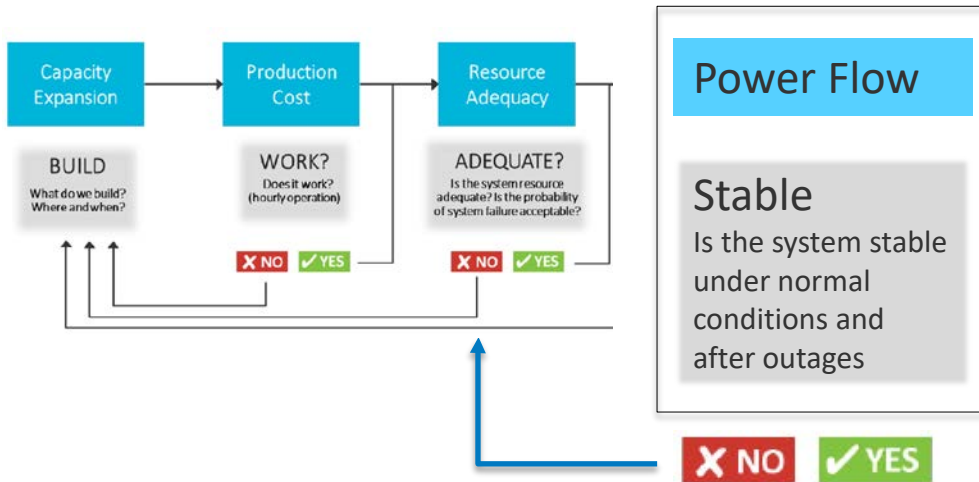 Capacity
Expansion
Production
Cost
Resource
Adequacy
Power Flow
BUILD
What do we build?
Where and when?
WORK?
Does it work?
(hourly operation)
ADEQUATE?
Is the system resource
adequate? Is the probability
of system failure acceptable?
Stable
Is the system stable
under normal
conditions and
after outages
✗ NO ✓ YES
✗ NO ✓ YES
✗ NO ✓ YES